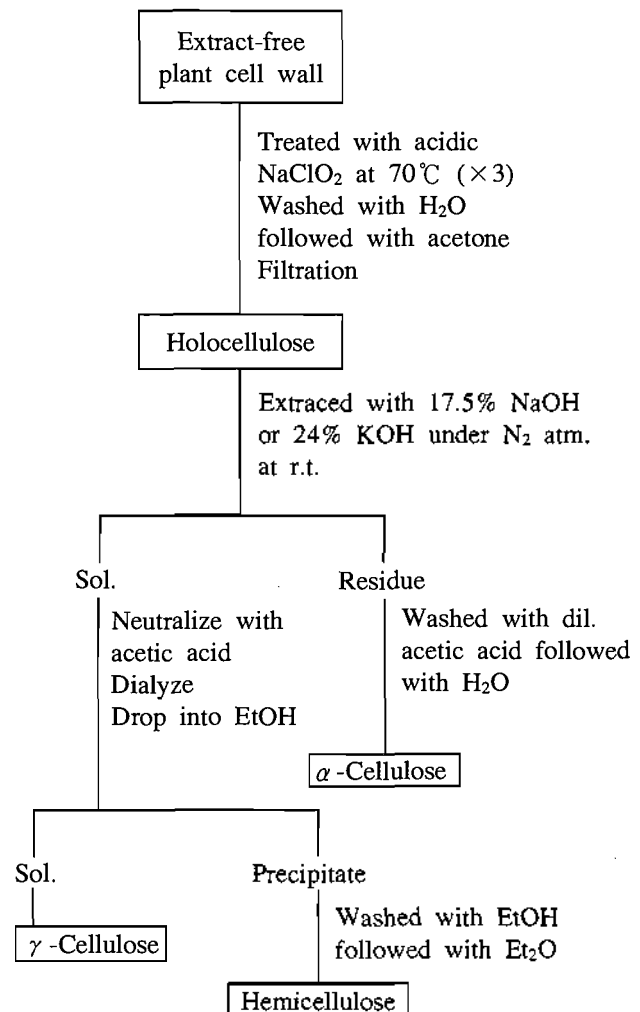 Extract-free
plant cell wall
Treated with acidic
NaClO₂ at 70℃ (×3)
Washed with H₂O
followed with acetone
Filtration
Holocellulose
Extraced with 17.5% NaOH
or 24% KOH under N₂ atm.
at r.t.
Sol.
Neutralize with
acetic acid
Dialyze
Drop into EtOH
Residue
Washed with dil.
acetic acid followed
with H₂O
α-Cellulose
Sol.
γ-Cellulose
Precipitate
Washed with EtOH
followed with Et₂O
Hemicellulose